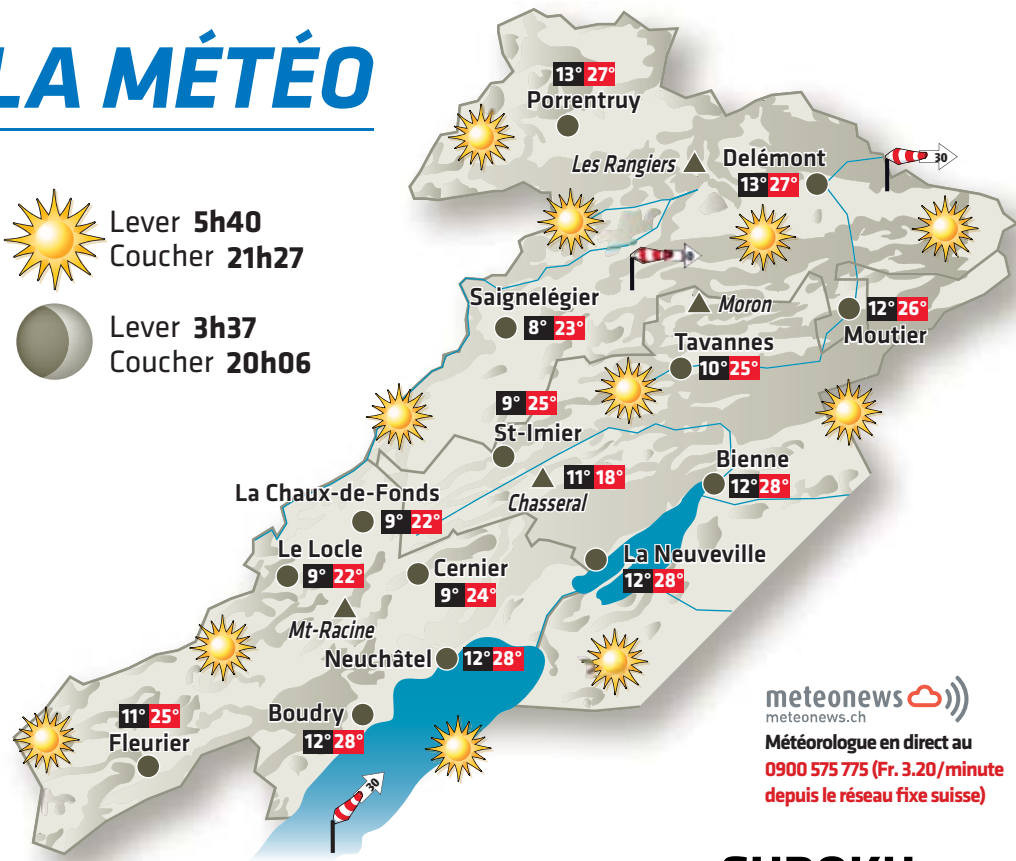 LA MÉTÉO
Lever 5h40
Coucher 21h27
Lever 3h37
Coucher 20h06
13° 27°
Porrentruy
Les Rangiers
Delémont
13° 27°
30
Saignelégier
8° 23°
Moron
12° 26°
Moutier
Tavannes
10° 25°
9° 25°
St-Imier
11° 18°
Chasseral
Bienne
12° 28°
La Chaux-de-Fonds
9° 22°
Le Locle
9° 22°
Cernier
9° 24°
La Neuveville
12° 28°
Mt-Racine
Neuchâtel 12° 28°
Boudry
12° 28°
11° 25°
Fleurier
30
meteonews
meteonews.ch
Météorologue en direct au
0900 575 775 (Fr. 3.20/minute
depuis le réseau fixe suisse)